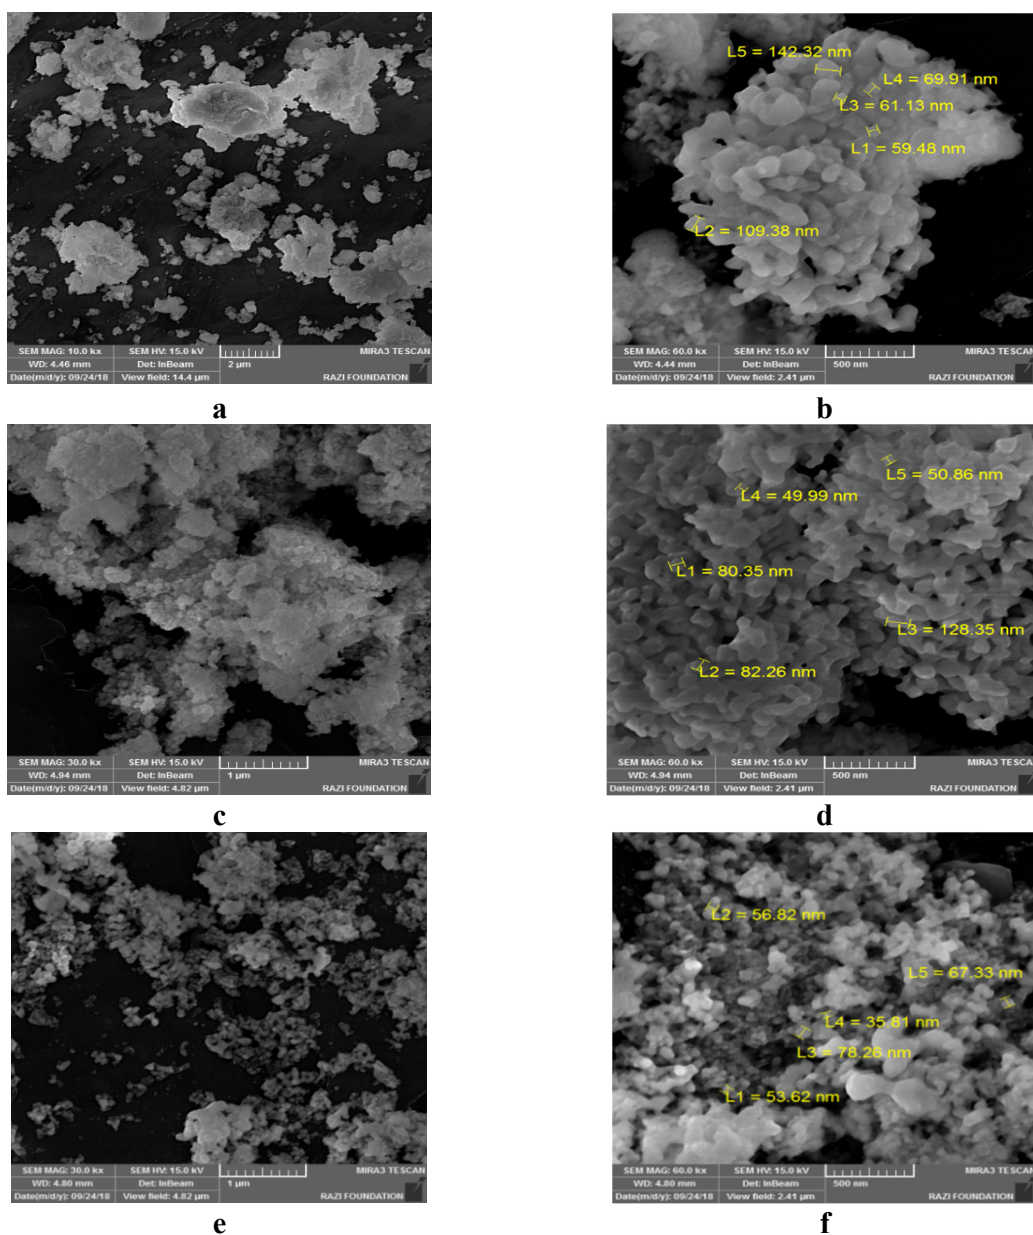 SEM MAG: 10.0 kx SEM HV: 15.0 kV MIRA3 TESCAN
WD: 4.46 mm Det: InBeam 2 µm
Date(m/d/y): 09/24/18 View field: 14.4 µm RAZI FOUNDATION
a
L5 = 142.32 nm
L4 = 69.91 nm
L3 = 61.13 nm
L1 = 59.48 nm
L2 = 109.38 nm
SEM MAG: 60.0 kx SEM HV: 15.0 kV MIRA3 TESCAN
WD: 4.44 mm Det: InBeam 500 nm
Date(m/d/y): 09/24/18 View field: 2.41 µm RAZI FOUNDATION
b
SEM MAG: 30.0 kx SEM HV: 15.0 kV MIRA3 TESCAN
WD: 4.94 mm Det: InBeam 1 µm
Date(m/d/y): 09/24/18 View field: 4.82 µm RAZI FOUNDATION
c
L5 = 50.86 nm
L4 = 49.99 nm
L1 = 80.35 nm
L3 = 128.35 nm
L2 = 82.26 nm
SEM MAG: 60.0 kx SEM HV: 15.0 kV MIRA3 TESCAN
WD: 4.94 mm Det: InBeam 500 nm
Date(m/d/y): 09/24/18 View field: 2.41 µm RAZI FOUNDATION
d
SEM MAG: 30.0 kx SEM HV: 15.0 kV MIRA3 TESCAN
WD: 4.80 mm Det: InBeam 1 µm
Date(m/d/y): 09/24/18 View field: 4.82 µm RAZI FOUNDATION
e
L2 = 56.82 nm
L5 = 67.33 nm
L4 = 35.81 nm
L3 = 78.26 nm
L1 = 53.62 nm
SEM MAG: 60.0 kx SEM HV: 15.0 kV MIRA3 TESCAN
WD: 4.80 mm Det: InBeam 500 nm
Date(m/d/y): 09/24/18 View field: 2.41 µm RAZI FOUNDATION
f